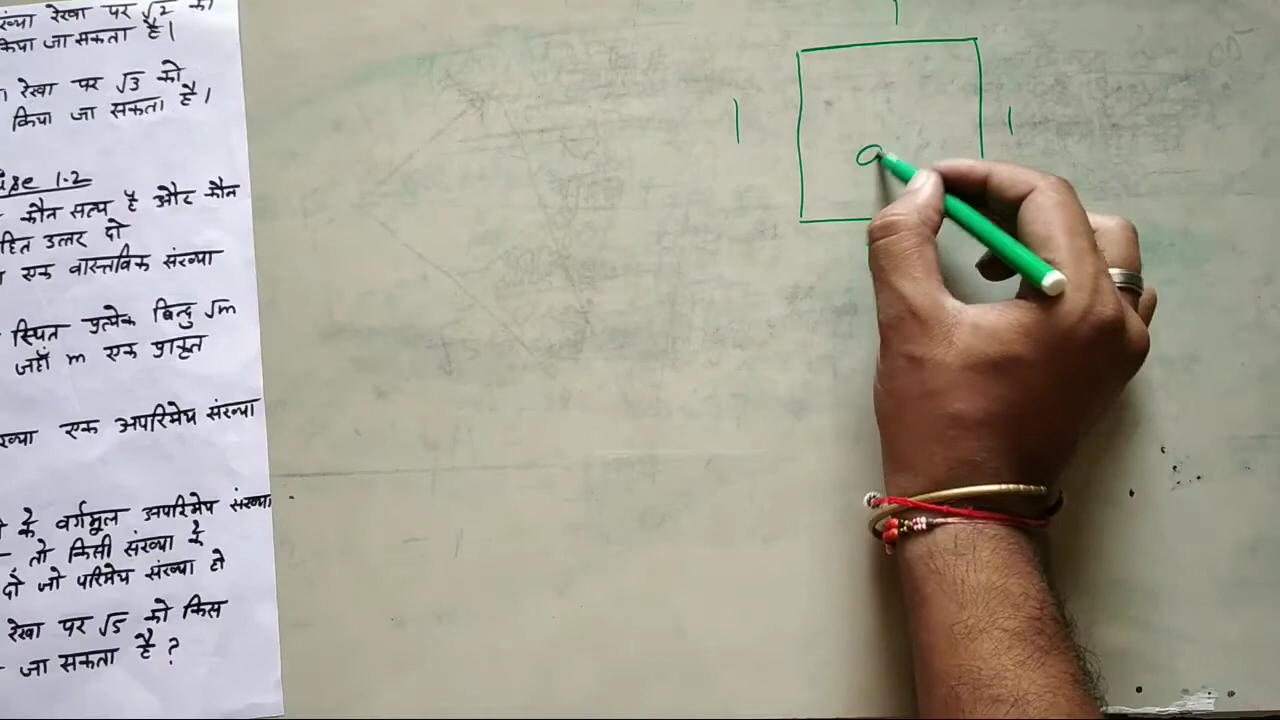 रेखा पर √2 को
किया जा सकता है।
रेखा पर √3 को
किया जा सकता है।
1.2
कौन सत्य है और कौन
उत्तर दो
एक वास्तविक संख्या
स्थित प्रत्येक बिन्दु √m
जहाँ m एक प्राकृत
एक अपरिमेय संख्या
के वर्गमूल अपरिमेय संख्या
तो किसी संख्या के
दो जो परिमेय संख्या हो
रेखा पर √5 को किस
जा सकता है ?
1
1
1